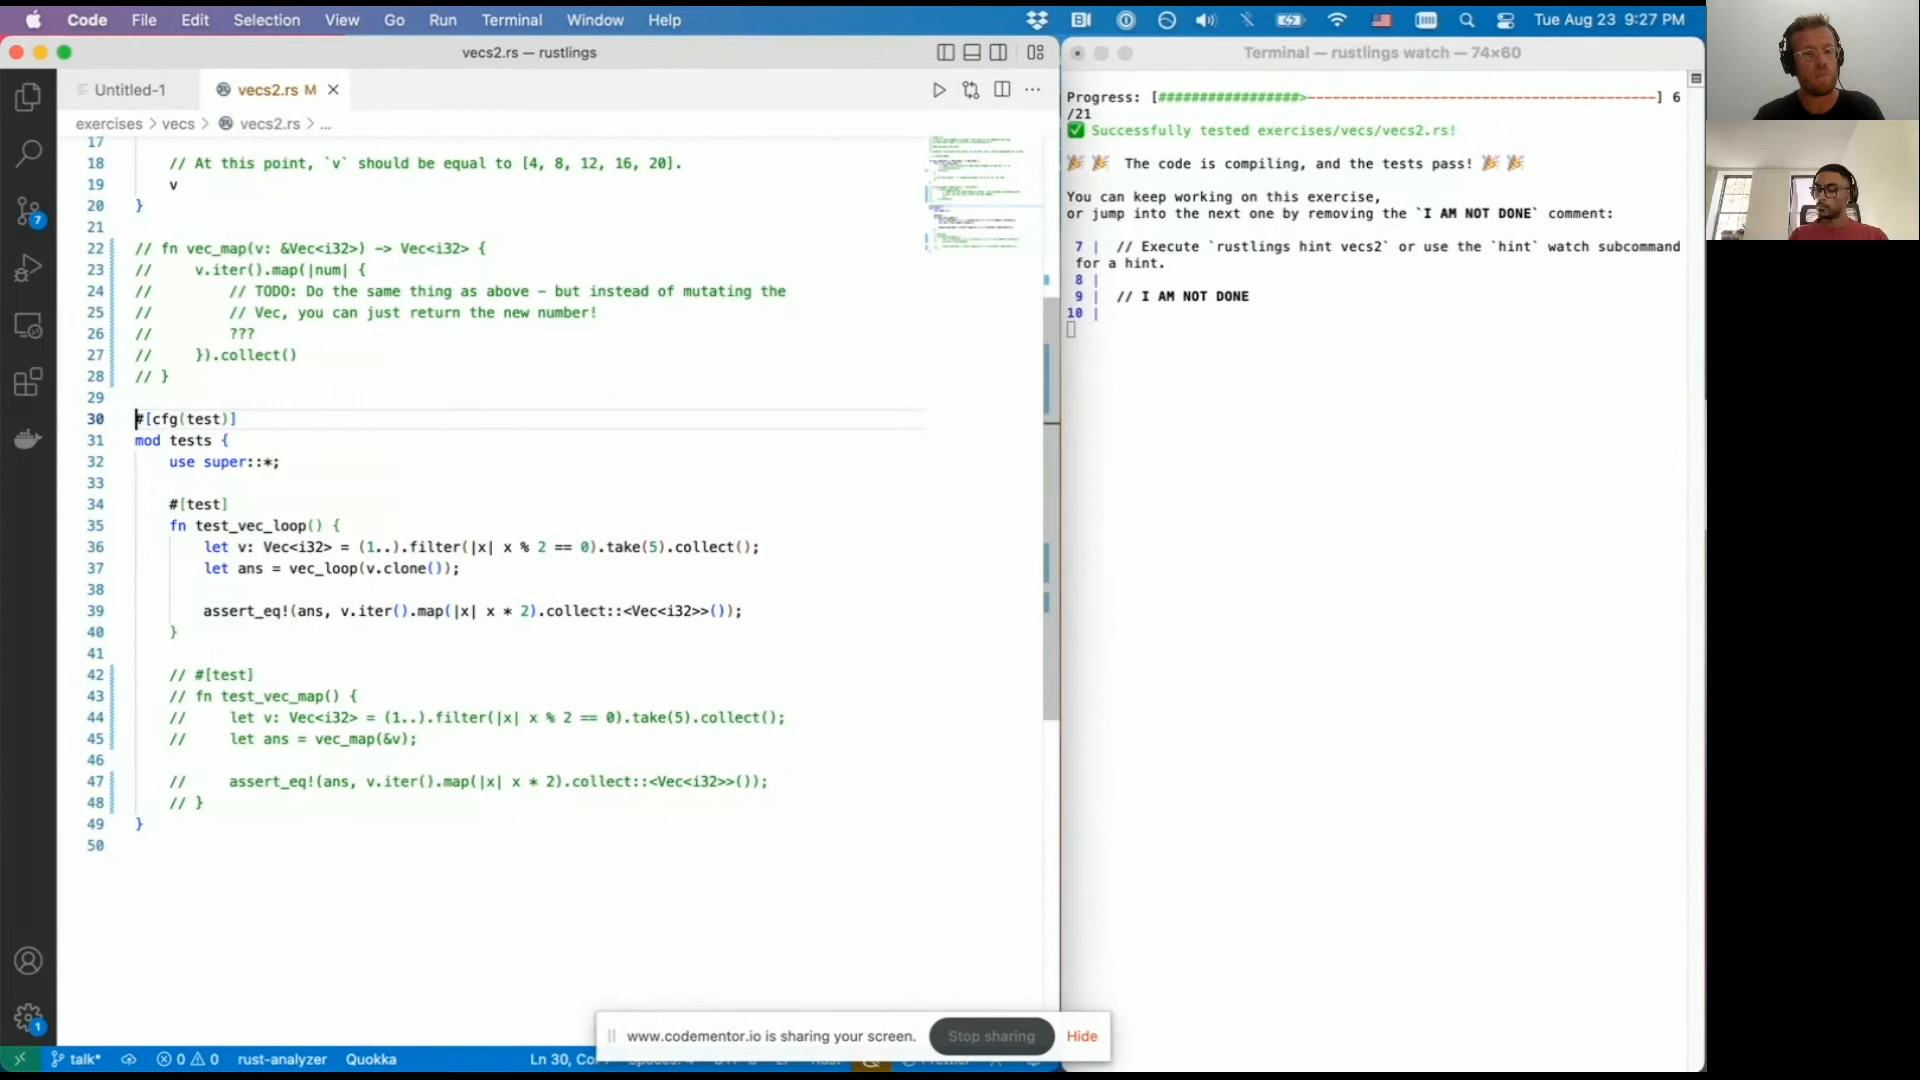 Code File Edit Selection View Go Run Terminal Window Help
Tue Aug 23 9:27 PM
vecs2.rs — rustlings
Untitled-1
vecs2.rs M
exercises > vecs > vecs2.rs > ...
17
18 // At this point, `v` should be equal to [4, 8, 12, 16, 20].
19 v
20 }
21
22 // fn vec_map(v: &Vec<i32>) -> Vec<i32> {
23 //     v.iter().map(|num| {
24 //         // TODO: Do the same thing as above - but instead of mutating the
25 //         // Vec, you can just return the new number!
26 //         ???
27 //     }).collect()
28 // }
29
30 #[cfg(test)]
31 mod tests {
32 use super::*;
33
34 #[test]
35 fn test_vec_loop() {
36 let v: Vec<i32> = (1..).filter(|x| x % 2 == 0).take(5).collect();
37 let ans = vec_loop(v.clone());
38
39 assert_eq!(ans, v.iter().map(|x| x * 2).collect::<Vec<i32>>());
40 }
41
42 // #[test]
43 // fn test_vec_map() {
44 //     let v: Vec<i32> = (1..).filter(|x| x % 2 == 0).take(5).collect();
45 //     let ans = vec_map(&v);
46
47 //     assert_eq!(ans, v.iter().map(|x| x * 2).collect::<Vec<i32>>());
48 // }
49 }
50
7
1
talk*
0 0
rust-analyzer
Quokka
Ln 30, Co
www.codementor.io is sharing your screen.
Stop sharing
Hide
Terminal — rustlings watch — 74×60
Progress: [#################>------------------------------------------] 6
/21
Successfully tested exercises/vecs/vecs2.rs!
The code is compiling, and the tests pass!
You can keep working on this exercise,
or jump into the next one by removing the `I AM NOT DONE` comment:
7 | // Execute `rustlings hint vecs2` or use the `hint` watch subcommand
for a hint.
8 |
9 | // I AM NOT DONE
10 |